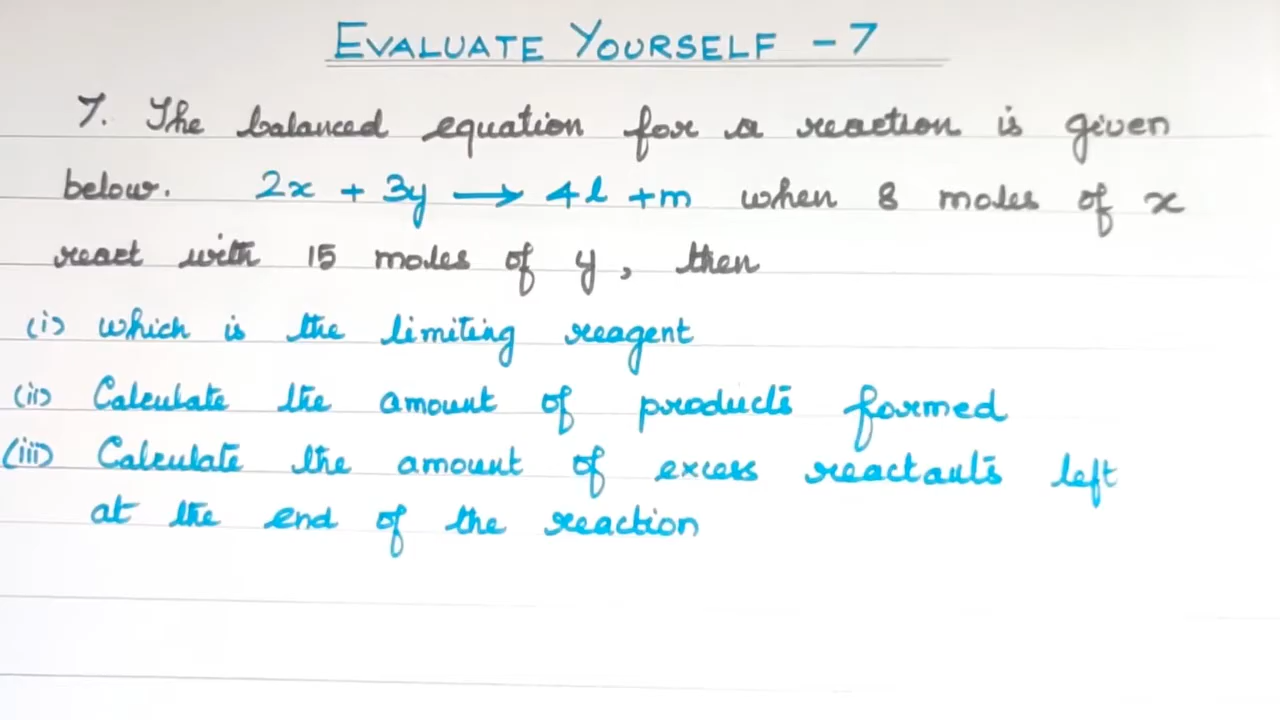 EVALUATE YOURSELF - 7
7. The balanced equation for a reaction is given
below. 2x + 3y → 4l + m when 8 moles of x
react with 15 moles of y, then
(i) which is the limiting reagent
(ii) Calculate the amount of products formed
(iii) Calculate the amount of excess reactants left
at the end of the reaction